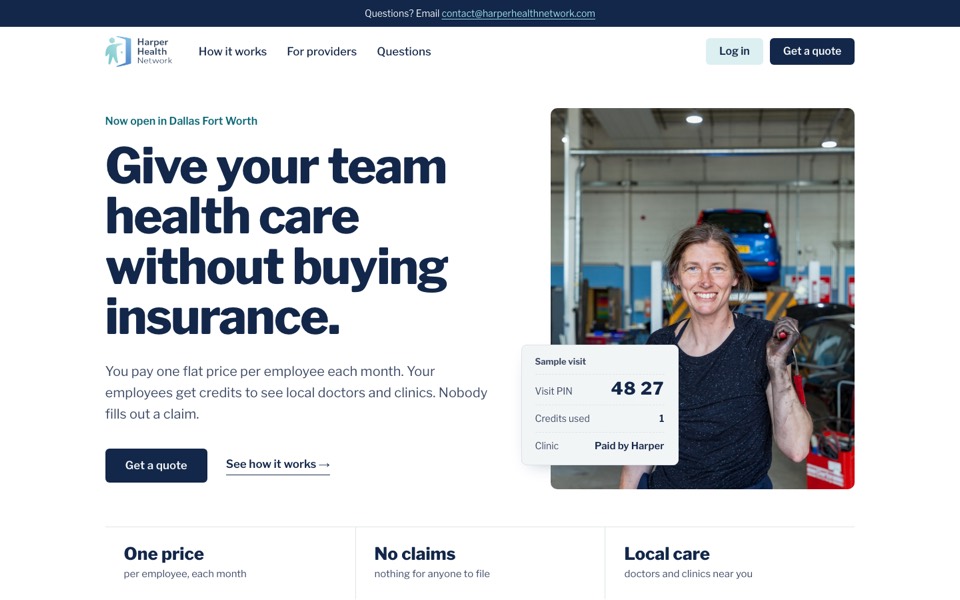 Questions? Email contact@harperhealthnetwork.com
Harper
Health
Network
How it works
For providers
Questions
Log in
Get a quote
Now open in Dallas Fort Worth
Give your team
health care
without buying
insurance.
You pay one flat price per employee each month. Your
employees get credits to see local doctors and clinics. Nobody
fills out a claim.
Get a quote
See how it works →
Sample visit
Visit PIN 48 27
Credits used 1
Clinic Paid by Harper
One price
per employee, each month
No claims
nothing for anyone to file
Local care
doctors and clinics near you